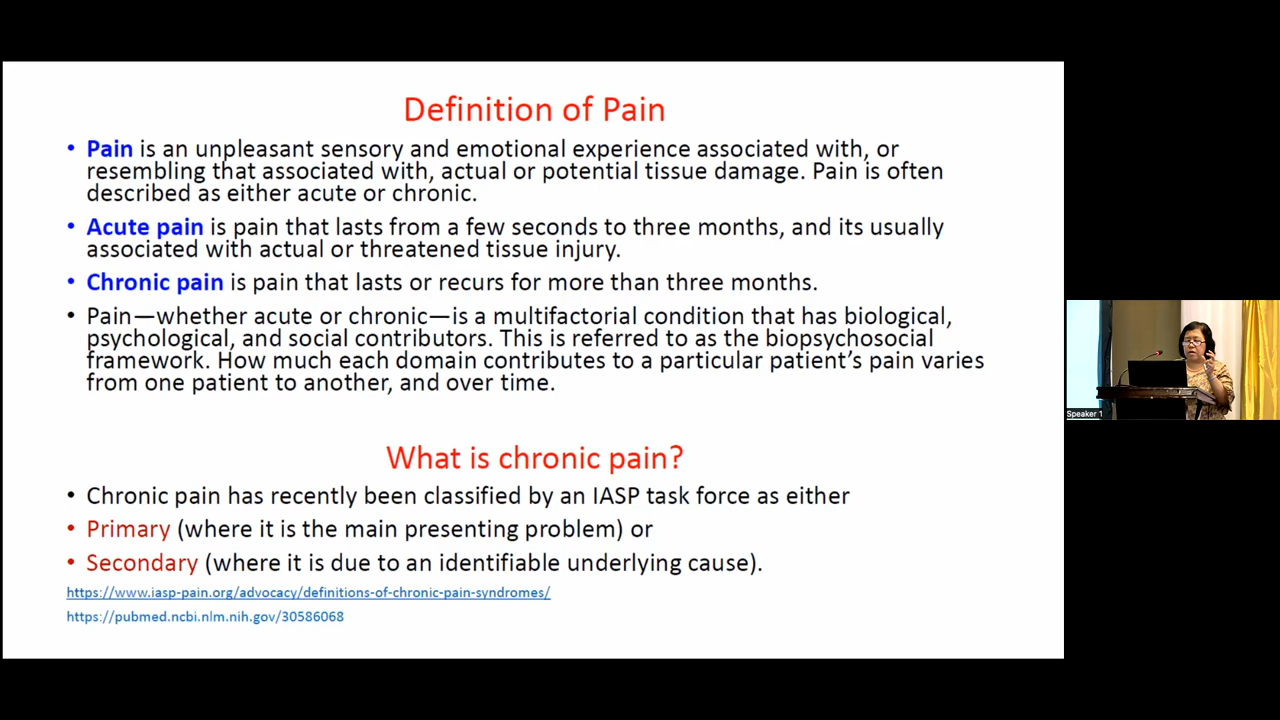 Definition of Pain
• Pain is an unpleasant sensory and emotional experience associated with, or
resembling that associated with, actual or potential tissue damage. Pain is often
described as either acute or chronic.
• Acute pain is pain that lasts from a few seconds to three months, and its usually
associated with actual or threatened tissue injury.
• Chronic pain is pain that lasts or recurs for more than three months.
• Pain—whether acute or chronic—is a multifactorial condition that has biological,
psychological, and social contributors. This is referred to as the biopsychosocial
framework. How much each domain contributes to a particular patient’s pain varies
from one patient to another, and over time.
What is chronic pain?
• Chronic pain has recently been classified by an IASP task force as either
• Primary (where it is the main presenting problem) or
• Secondary (where it is due to an identifiable underlying cause).
https://www.iasp-pain.org/advocacy/definitions-of-chronic-pain-syndromes/
https://pubmed.ncbi.nlm.nih.gov/30586068
Speaker 1